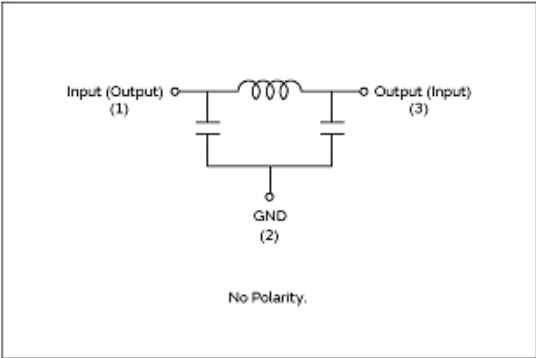 Input (Output) Output (Input)
(1) (3)
GND
(2)
No Polarity.